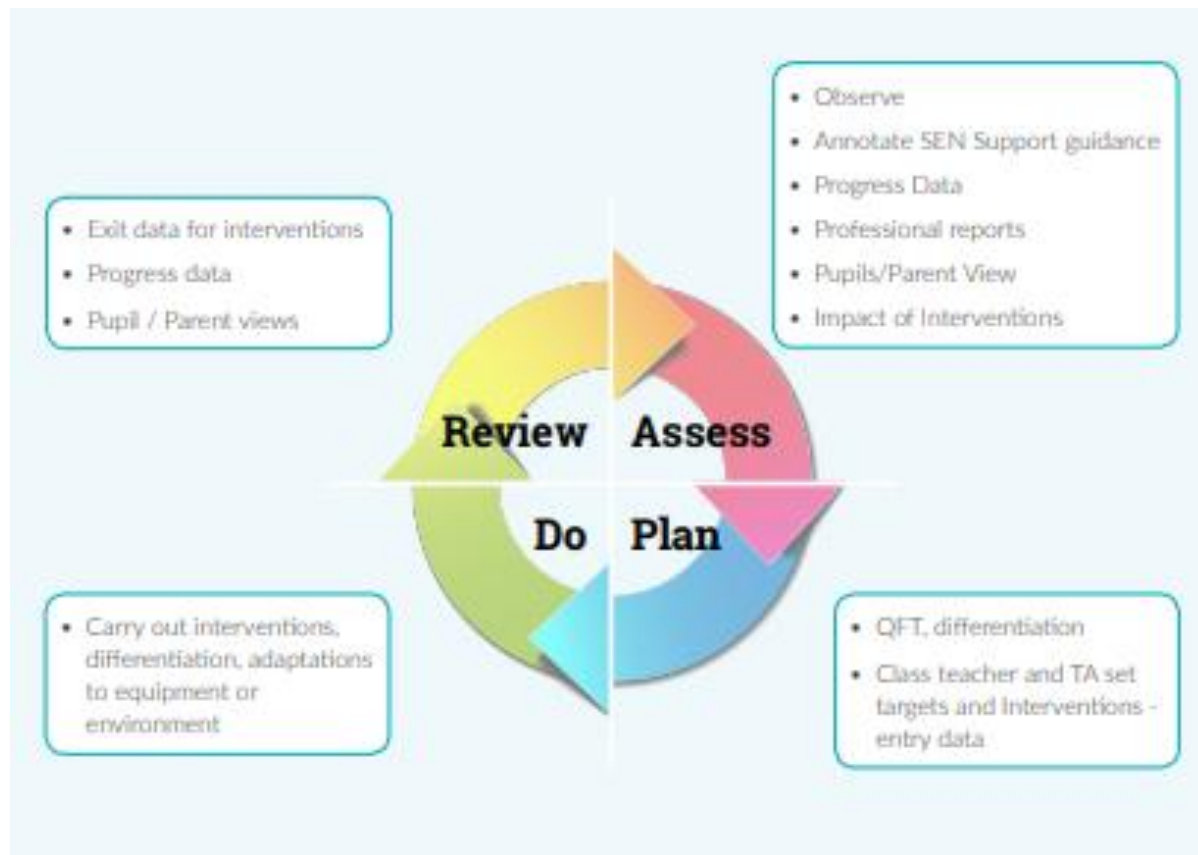 • Observe
• Annotate SEN Support guidance
• Progress Data
• Professional reports
• Pupils/Parent View
• Impact of Interventions
• Exit data for interventions
• Progress data
• Pupil / Parent views
Review
Assess
Do
Plan
• Carry out interventions,
differentiation, adaptations
to equipment or
environment
• QFT, differentiation
• Class teacher and TA set
targets and Interventions -
entry data